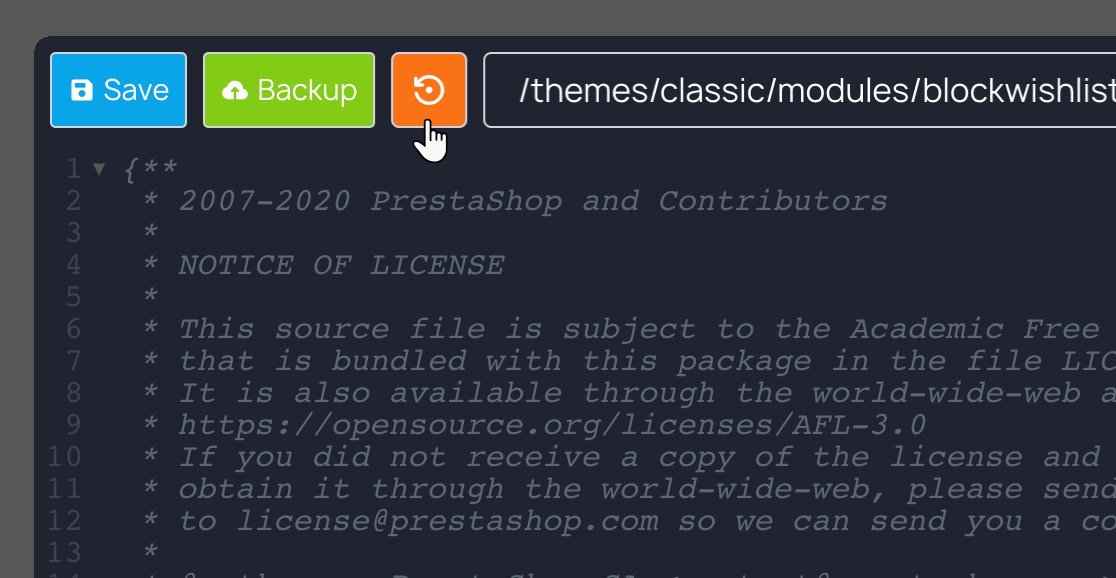 Save Backup /themes/classic/modules/blockwishlist
1 {**
2 * 2007-2020 PrestaShop and Contributors
3 *
4 * NOTICE OF LICENSE
5 *
6 * This source file is subject to the Academic Free
7 * that is bundled with this package in the file LIC
8 * It is also available through the world-wide-web a
9 * https://opensource.org/licenses/AFL-3.0
10 * If you did not receive a copy of the license and
11 * obtain it through the world-wide-web, please send
12 * to license@prestashop.com so we can send you a co
13 *